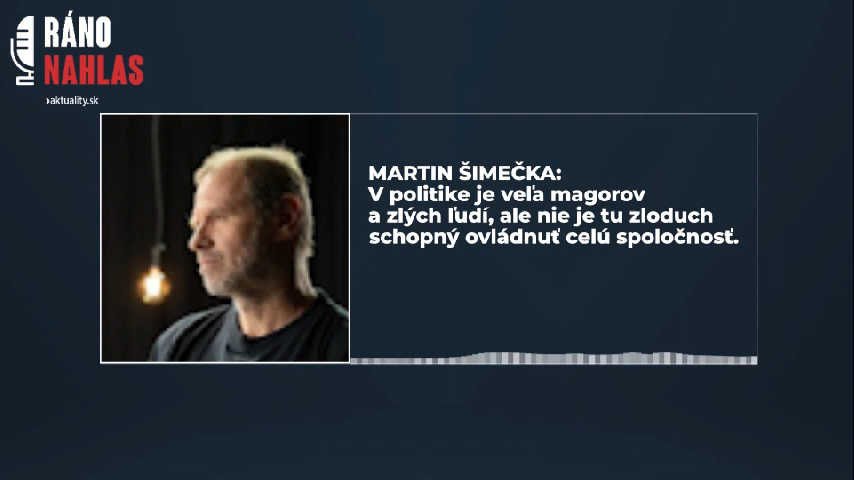 RÁNO
NAHLAS
aktuality.sk
MARTIN ŠIMEČKA:
V politike je veľa magorov
a zlých ľudí, ale nie je tu zloduch
schopný ovládnuť celú spoločnosť.